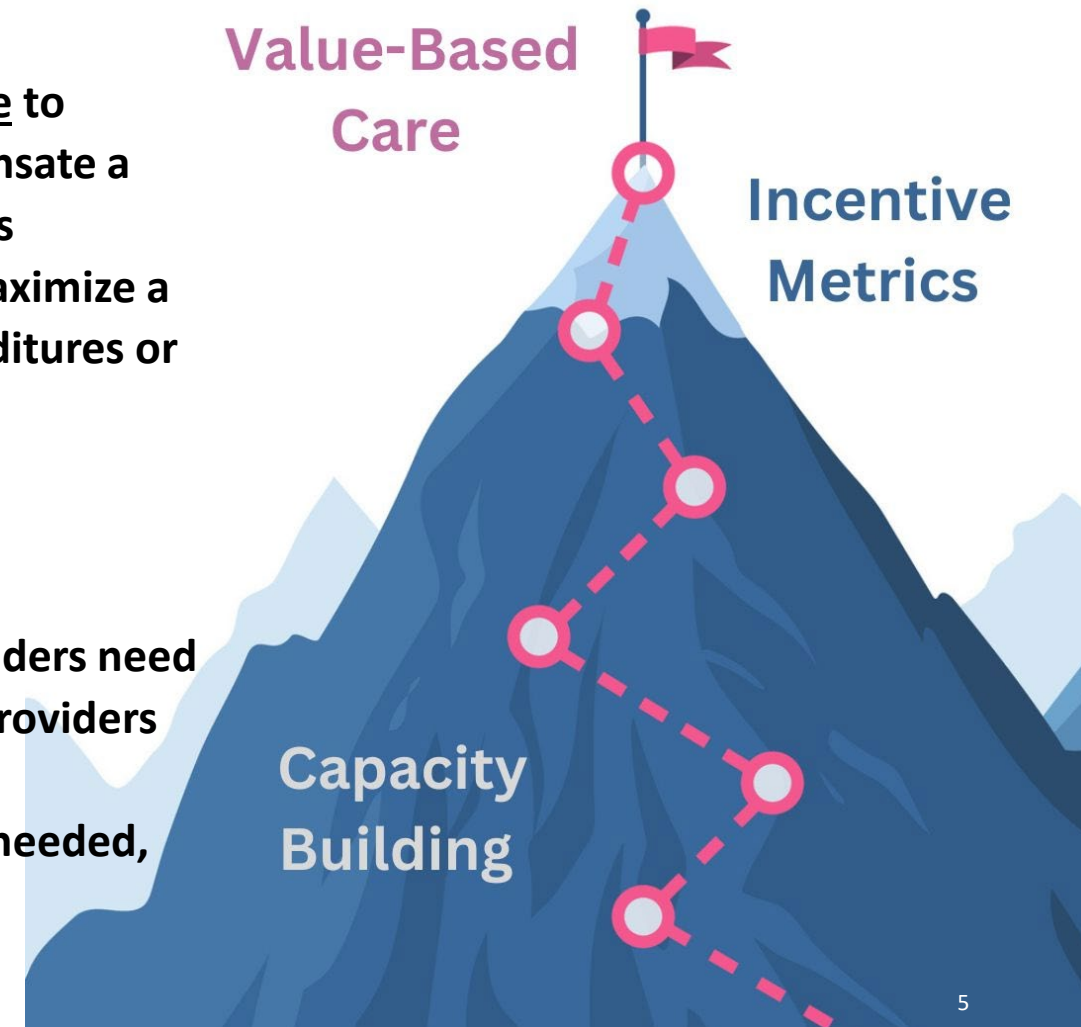 Value-Based
Care
e to
nsate a
s
aximize a
ditures or
Incentive
Metrics
ders need
roviders
needed,
Capacity
Building
5